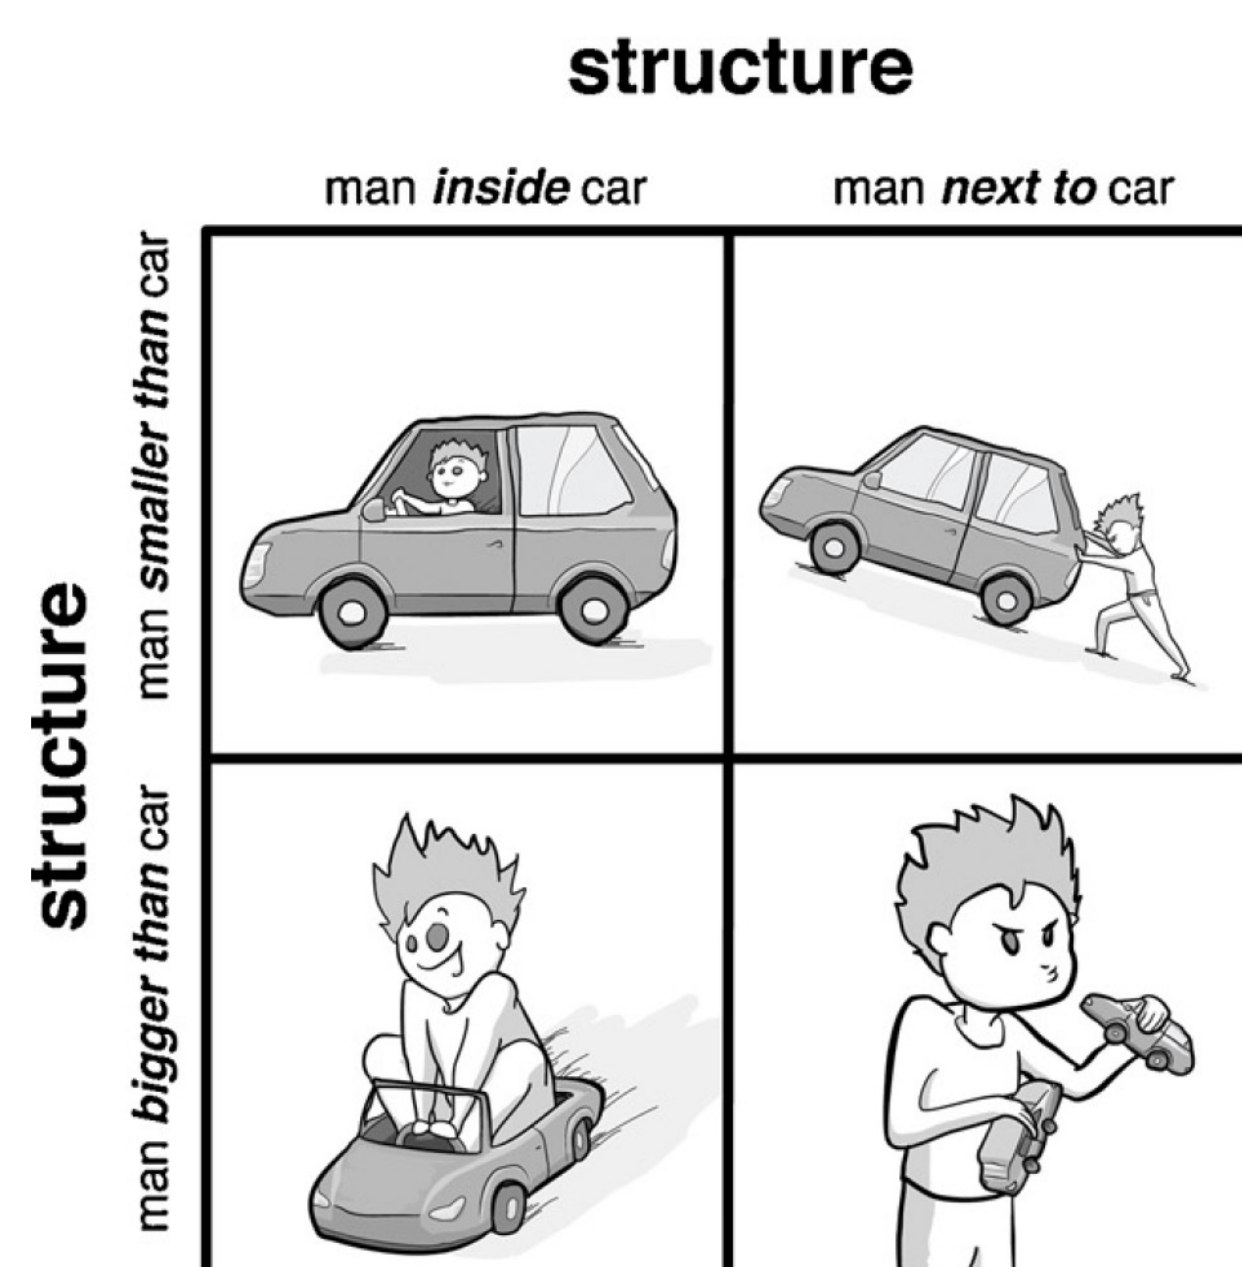 structure
man inside car
man next to car
structure
man smaller than car
man bigger than car